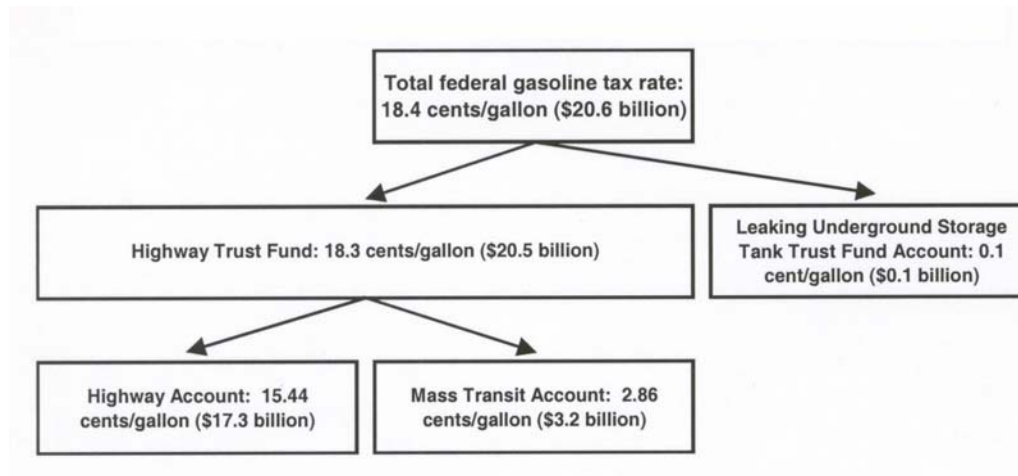 Total federal gasoline tax rate:
18.4 cents/gallon ($20.6 billion)
Highway Trust Fund: 18.3 cents/gallon ($20.5 billion)
Leaking Underground Storage
Tank Trust Fund Account: 0.1
cent/gallon ($0.1 billion)
Highway Account: 15.44
cents/gallon ($17.3 billion)
Mass Transit Account: 2.86
cents/gallon ($3.2 billion)